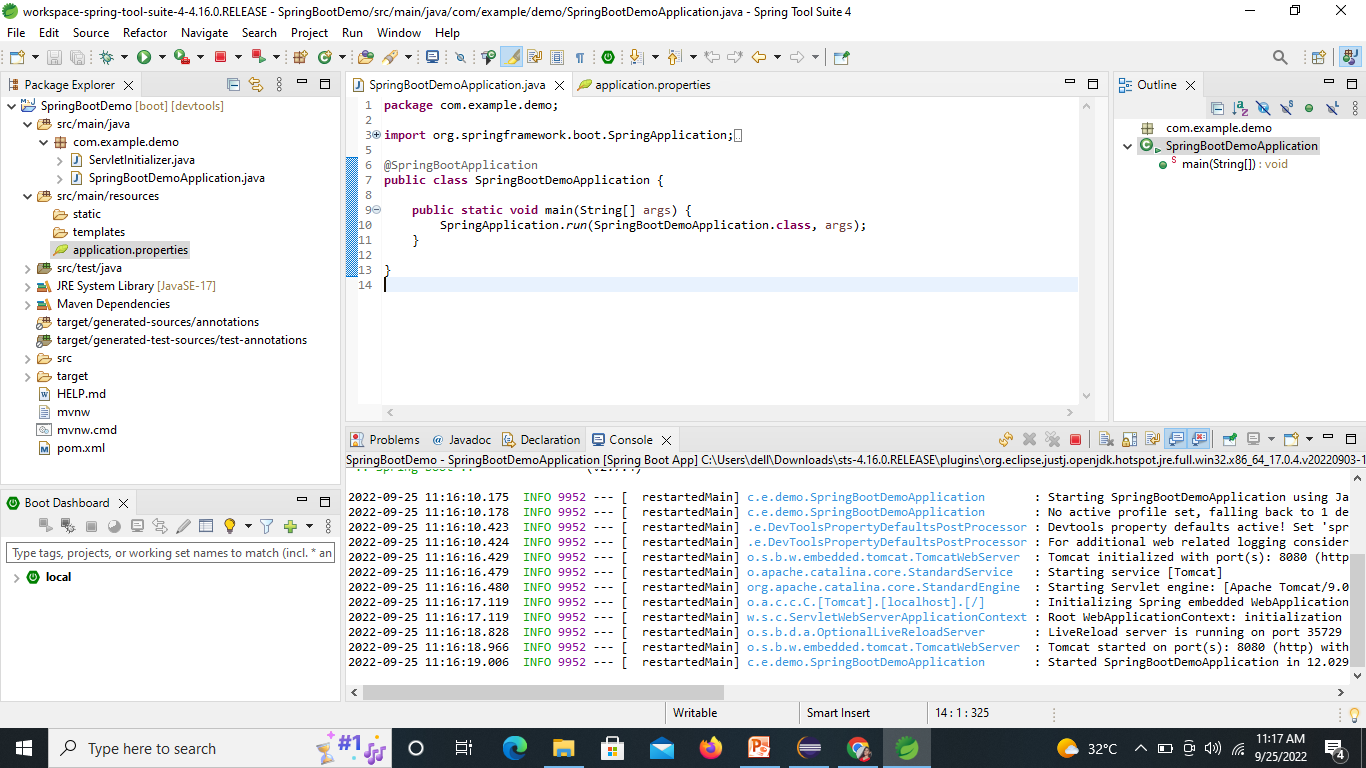 workspace-spring-tool-suite-4-4.16.0.RELEASE - SpringBootDemo/src/main/java/com/example/demo/SpringBootDemoApplication.java - Spring Tool Suite 4
File Edit Source Refactor Navigate Search Project Run Window Help
Package Explorer
SpringBootDemo [boot] [devtools]
src/main/java
com.example.demo
ServletInitializer.java
SpringBootDemoApplication.java
src/main/resources
static
templates
application.properties
src/test/java
JRE System Library [JavaSE-17]
Maven Dependencies
target/generated-sources/annotations
target/generated-test-sources/test-annotations
src
target
HELP.md
mvnw
mvnw.cmd
pom.xml
SpringBootDemoApplication.java application.properties
1 package com.example.demo;
2
3 import org.springframework.boot.SpringApplication;
5
6 @SpringBootApplication
7 public class SpringBootDemoApplication {
8
9 public static void main(String[] args) {
10 SpringApplication.run(SpringBootDemoApplication.class, args);
11 }
12
13 }
14
Outline
com.example.demo
SpringBootDemoApplication
main(String[]) : void
Boot Dashboard
Type tags, projects, or working set names to match (incl. * an
local
Problems Javadoc Declaration Console
SpringBootDemo - SpringBootDemoApplication [Spring Boot App] C:\Users\dell\Downloads\sts-4.16.0.RELEASE\plugins\org.eclipse.justj.openjdk.hotspot.jre.full.win32.x86_64_17.0.4.v20220903-1
2022-09-25 11:16:10.175 INFO 9952 --- [ restartedMain] c.e.demo.SpringBootDemoApplication : Starting SpringBootDemoApplication using Ja
2022-09-25 11:16:10.178 INFO 9952 --- [ restartedMain] c.e.demo.SpringBootDemoApplication : No active profile set, falling back to 1 de
2022-09-25 11:16:10.423 INFO 9952 --- [ restartedMain] .e.DevToolsPropertyDefaultsPostProcessor : Devtools property defaults active! Set 'spr
2022-09-25 11:16:10.424 INFO 9952 --- [ restartedMain] .e.DevToolsPropertyDefaultsPostProcessor : For additional web related logging consider
2022-09-25 11:16:16.429 INFO 9952 --- [ restartedMain] o.s.b.w.embedded.tomcat.TomcatWebServer : Tomcat initialized with port(s): 8080 (http
2022-09-25 11:16:16.479 INFO 9952 --- [ restartedMain] o.apache.catalina.core.StandardService : Starting service [Tomcat]
2022-09-25 11:16:16.480 INFO 9952 --- [ restartedMain] org.apache.catalina.core.StandardEngine : Starting Servlet engine: [Apache Tomcat/9.0
2022-09-25 11:16:17.119 INFO 9952 --- [ restartedMain] o.a.c.c.C.[Tomcat].[localhost].[/] : Initializing Spring embedded WebApplication
2022-09-25 11:16:17.119 INFO 9952 --- [ restartedMain] w.s.c.ServletWebServerApplicationContext : Root WebApplicationContext: initialization
2022-09-25 11:16:18.828 INFO 9952 --- [ restartedMain] o.s.b.d.a.OptionalLiveReloadServer : LiveReload server is running on port 35729
2022-09-25 11:16:18.966 INFO 9952 --- [ restartedMain] o.s.b.w.embedded.tomcat.TomcatWebServer : Tomcat started on port(s): 8080 (http) with
2022-09-25 11:16:19.006 INFO 9952 --- [ restartedMain] c.e.demo.SpringBootDemoApplication : Started SpringBootDemoApplication in 12.029
Writable Smart Insert 14 : 1 : 325
Type here to search #1 32°C 11:17 AM
9/25/2022 4